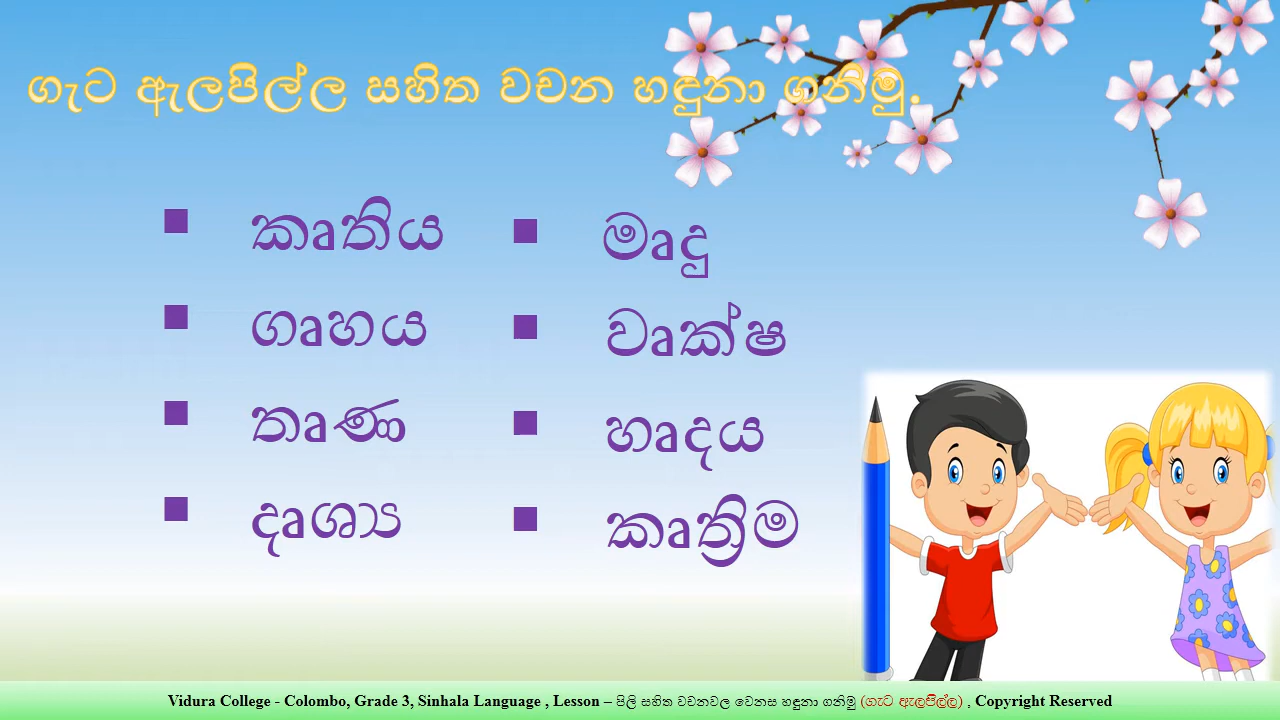 ගැට ඇලපිල්ල සහිත වචන හඳුනා ගනිමු.
▪ කෘතිය
▪ ගෘහය
▪ තෘණ
▪ දෘශ්‍ය
▪ මෘදු
▪ වෘක්ෂ
▪ හෘදය
▪ කෘත්‍රිම
Vidura College - Colombo, Grade 3, Sinhala Language , Lesson – පිලි සහිත වචනවල වෙනස හඳුනා ගනිමු (ගැට ඇලපිල්ල) , Copyright Reserved